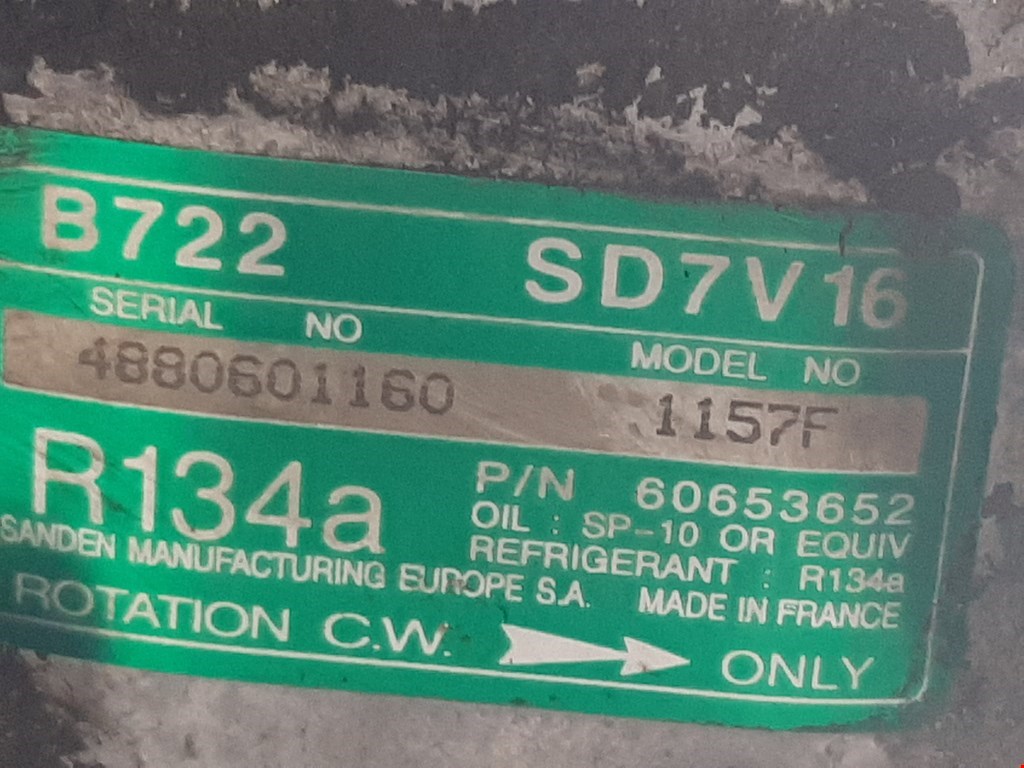 B722 SD7V16
SERIAL NO MODEL NO
4880601160 1157F
R134a P/N 60653652
OIL : SP-10 OR EQUIV
REFRIGERANT : R134a
SANDEN MANUFACTURING EUROPE S.A. MADE IN FRANCE
ROTATION C.W. ONLY